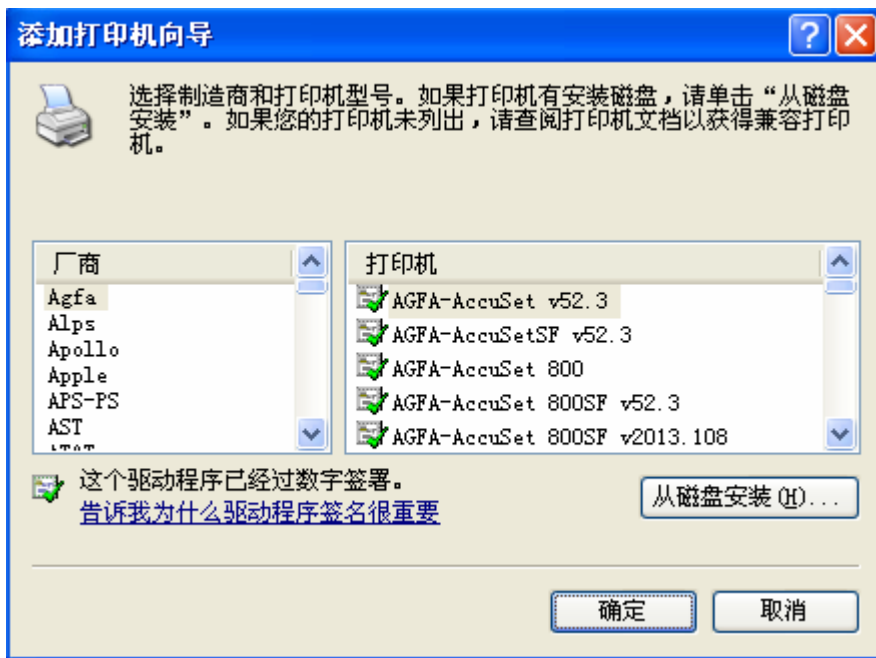 添加打印机向导
选择制造商和打印机型号。如果打印机有安装磁盘，请单击“从磁盘
安装”。如果您的打印机未列出，请查阅打印机文档以获得兼容打印
机。
厂商
Agfa
Alps
Apollo
Apple
APS-PS
AST
打印机
AGFA-AccuSet v52.3
AGFA-AccuSetSF v52.3
AGFA-AccuSet 800
AGFA-AccuSet 800SF v52.3
AGFA-AccuSet 800SF v2013.108
这个驱动程序已经过数字签署。
告诉我为什么驱动程序签名很重要
从磁盘安装(H)...
确定
取消